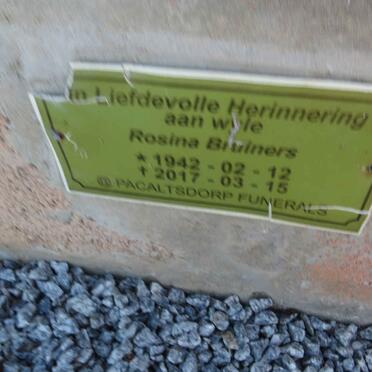 In Liefdevolle Herinnering
aan wyle
Rosina Bruiners
* 1942 - 02 - 12
† 2017 - 03 - 15
@ PACALTSDORP FUNERALS